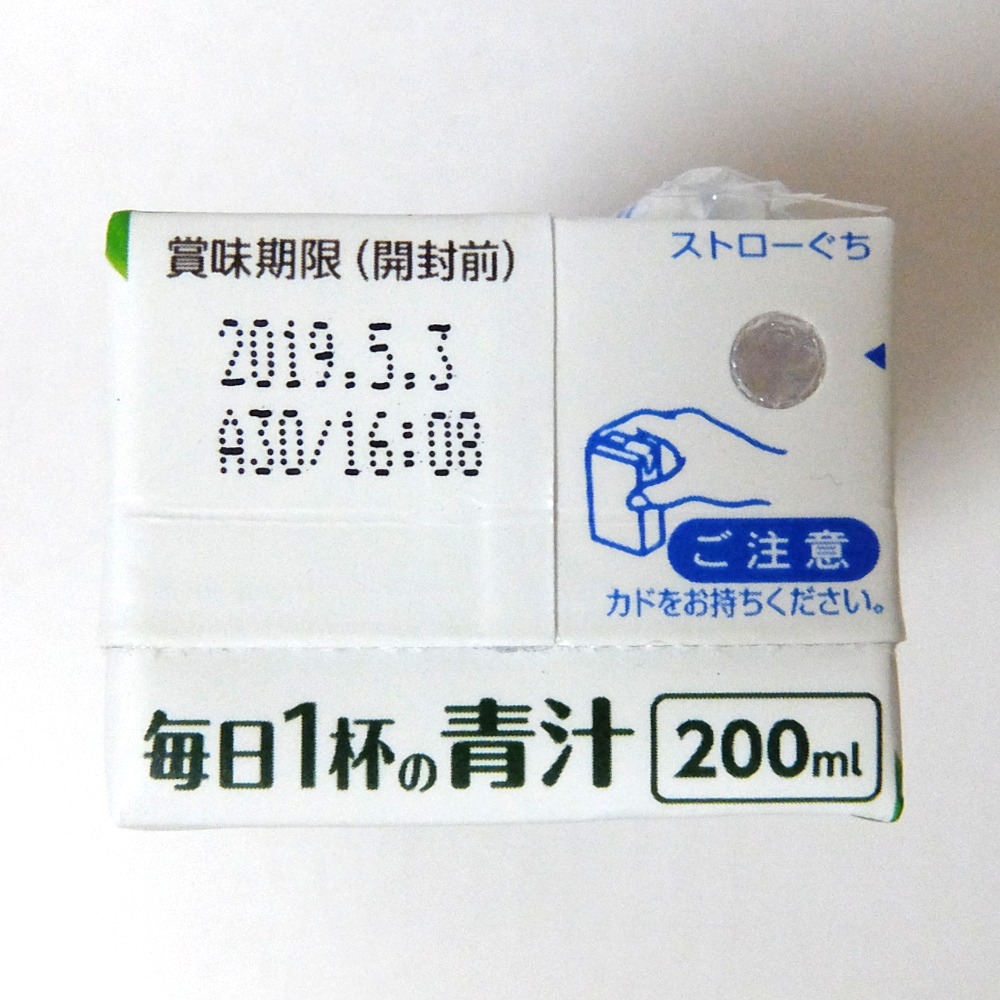 賞味期限（開封前）
2019.5.3
A30/16:08
ストローぐち
ご注意
カドをお持ちください。
毎日1杯の青汁 200ml